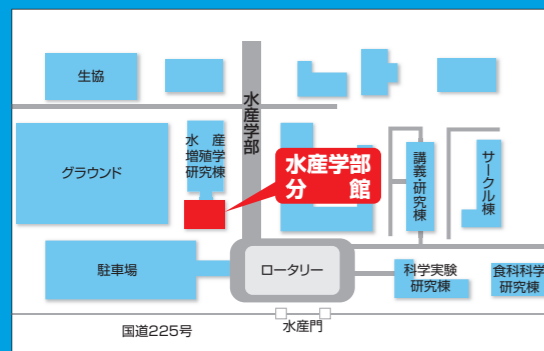 生協
水産学部
グラウンド
水　産
増殖学
研究棟
水産学部
分　館
講義・研究棟
サークル棟
駐車場
ロータリー
科学実験
研究棟
食料科学
研究棟
国道225号
水産門